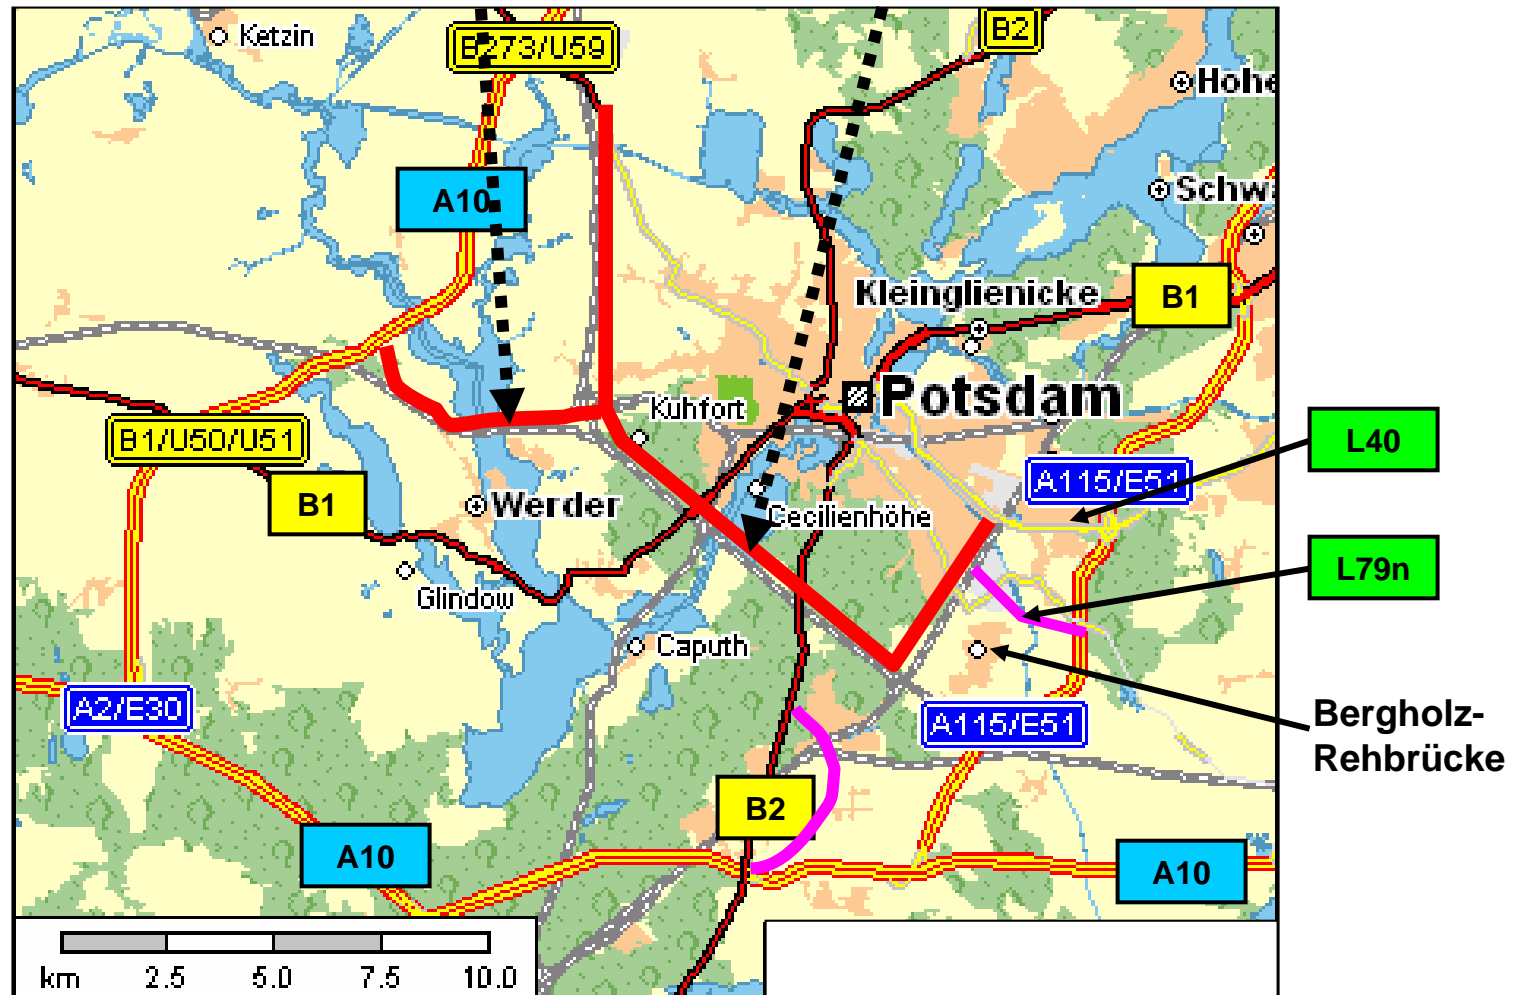 Ketzin
B273/U59
B2
Hohe
A10
Schwa
Kleinglienicke
B1
Potsdam
Kuhfort
B1/U50/U51
L40
A115/E51
B1
Werder
Cecilienhöhe
L79n
Glindow
Caputh
A2/E30
A115/E51
Bergholz-
Rehbrücke
B2
A10
A10
km 2.5 5.0 7.5 10.0